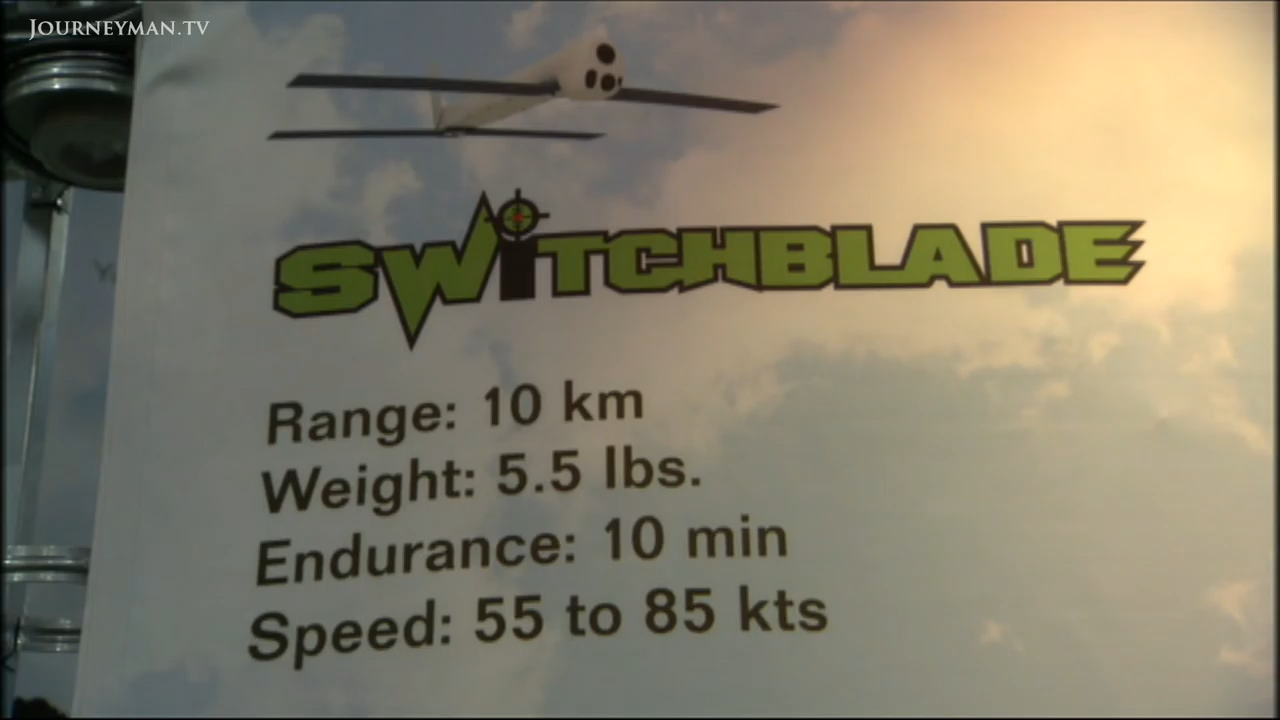 JOURNEYMAN.TV
SWiTCHBLADE
Range: 10 km
Weight: 5.5 lbs.
Endurance: 10 min
Speed: 55 to 85 kts